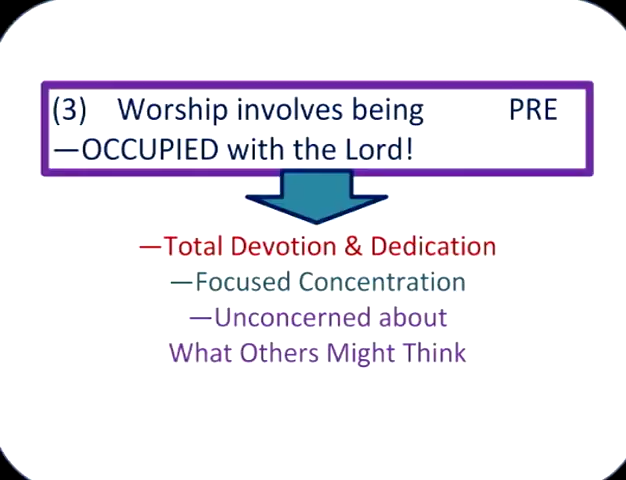 (3) Worship involves being PRE
—OCCUPIED with the Lord!
—Total Devotion & Dedication
—Focused Concentration
—Unconcerned about
What Others Might Think